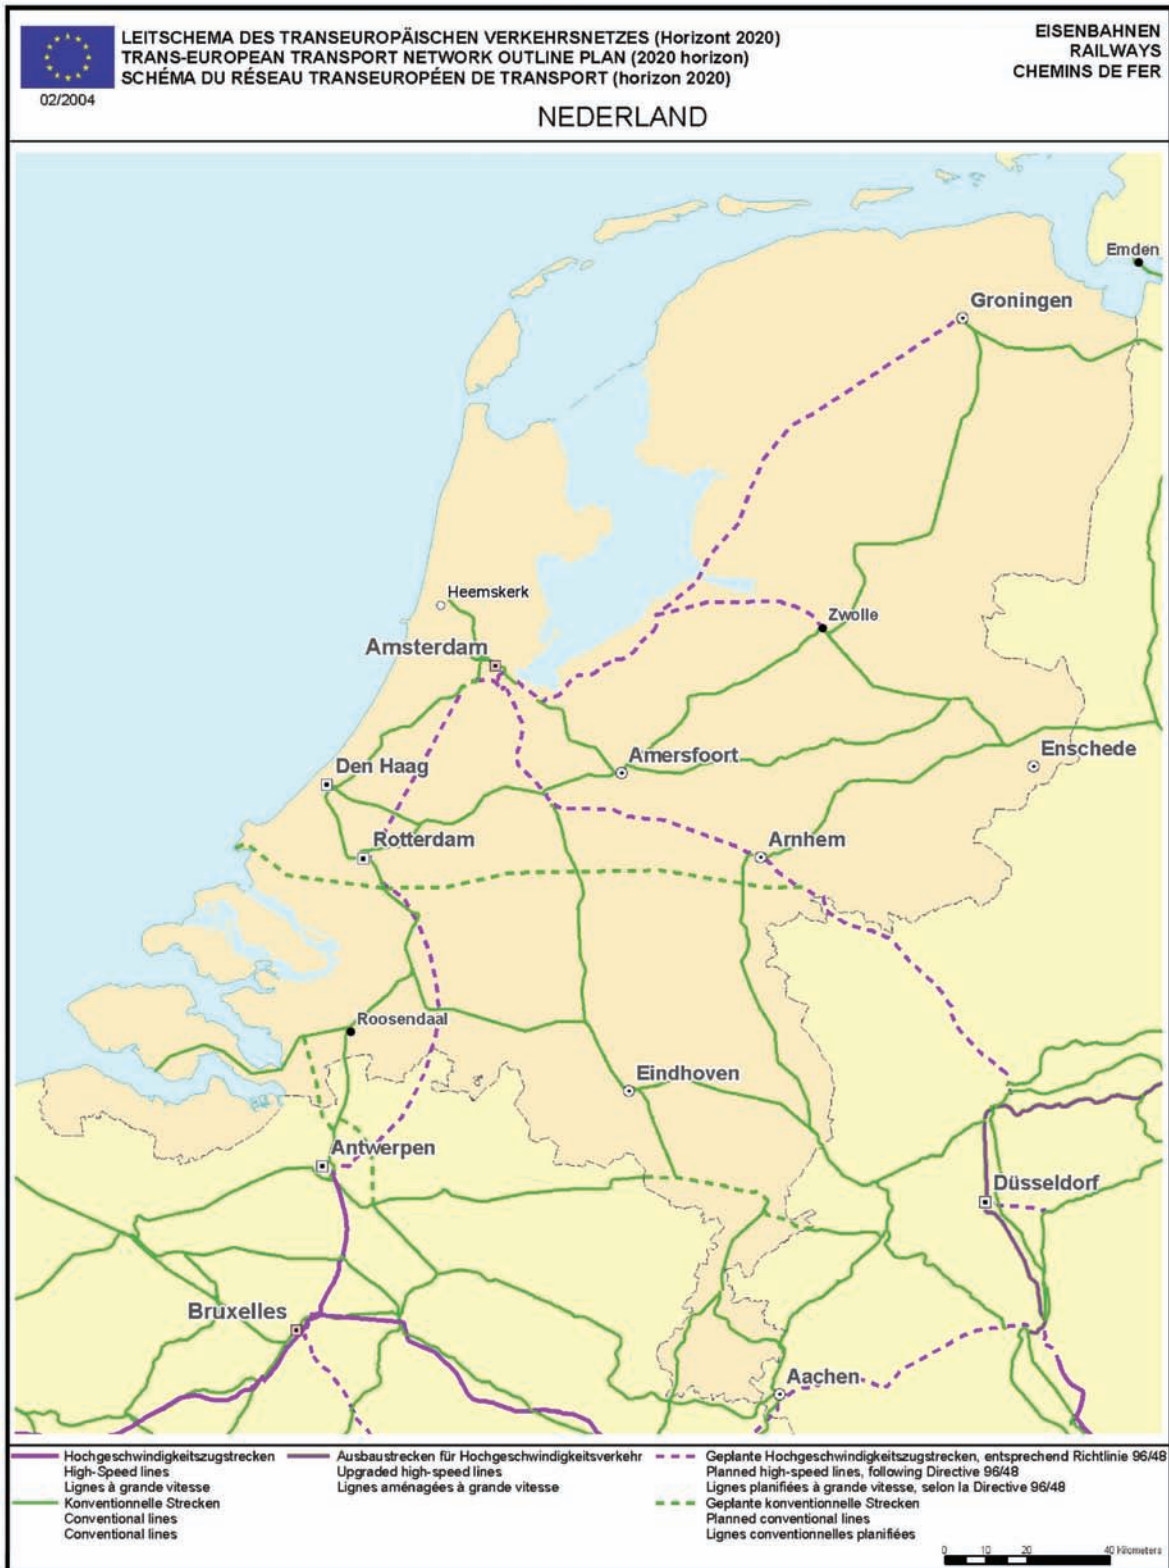 LEITSCHEMA DES TRANSEUROPÄISCHEN VERKEHRSNETZES (Horizont 2020)
TRANS-EUROPEAN TRANSPORT NETWORK OUTLINE PLAN (2020 horizon)
SCHÉMA DU RÉSEAU TRANSEUROPÉEN DE TRANSPORT (horizon 2020)
EISENBAHNEN
RAILWAYS
CHEMINS DE FER
02/2004
NEDERLAND
Emden
Groningen
Heemskerk
Zwolle
Amsterdam
Enschede
Amersfoort
Den Haag
Rotterdam
Arnhem
Roosendaal
Eindhoven
Antwerpen
Düsseldorf
Bruxelles
Aachen
Hochgeschwindigkeitszugstrecken
High-Speed lines
Lignes à grande vitesse
Konventionnelle Strecken
Conventional lines
Conventional lines
Ausbaustrecken für Hochgeschwindigkeitsverkehr
Upgraded high-speed lines
Lignes aménagées à grande vitesse
Geplante Hochgeschwindigkeitszugstrecken, entsprechend Richtlinie 96/48
Planned high-speed lines, following Directive 96/48
Lignes planifiées à grande vitesse, selon la Directive 96/48
Geplante konventionelle Strecken
Planned conventional lines
Lignes conventionnelles planifiées
0 10 20 40 Kilometers